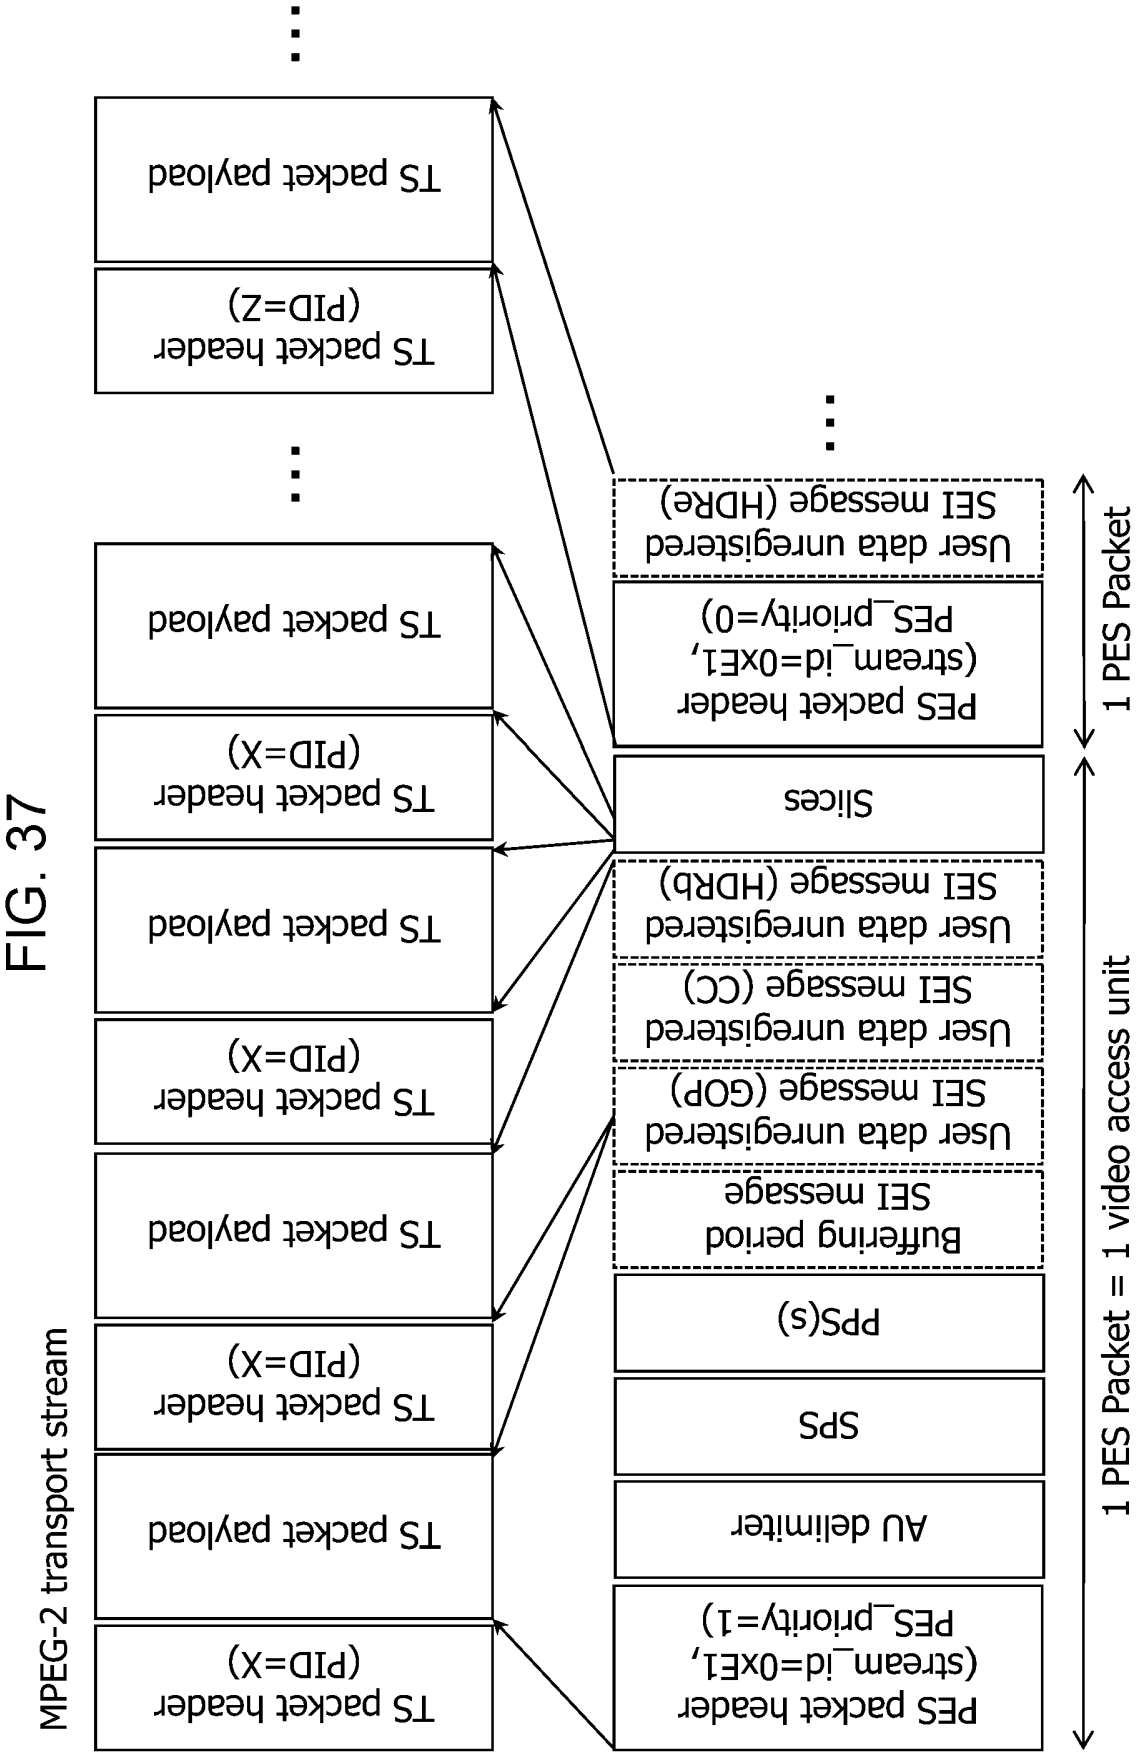 FIG. 37
MPEG-2 transport stream
TS packet header
(PID=X)
TS packet payload
TS packet header
(PID=X)
TS packet payload
TS packet header
(PID=X)
TS packet payload
TS packet header
(PID=X)
TS packet payload
...
TS packet header
(PID=Z)
TS packet payload
...
PES packet header
(stream_id=0xE1,
PES_priority=1)
AU delimiter
SPS
PPS(s)
Buffering period
SEI message
User data unregistered
SEI message (GOP)
User data unregistered
SEI message (CC)
User data unregistered
SEI message (HDRb)
Slices
PES packet header
(stream_id=0xE1,
PES_priority=0)
User data unregistered
SEI message (HDRe)
...
1 PES Packet = 1 video access unit
1 PES Packet